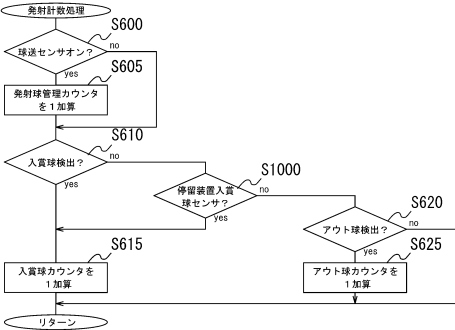 発射計数処理
S600
球送センサオン？
no
yes
S605
発射球管理カウンタ
を１加算
S610
入賞球検出？
no
yes
S1000
停留装置入賞
球センサ？
no
yes
S620
アウト球検出？
no
yes
S615
入賞球カウンタを
１加算
S625
アウト球カウンタを
１加算
リターン